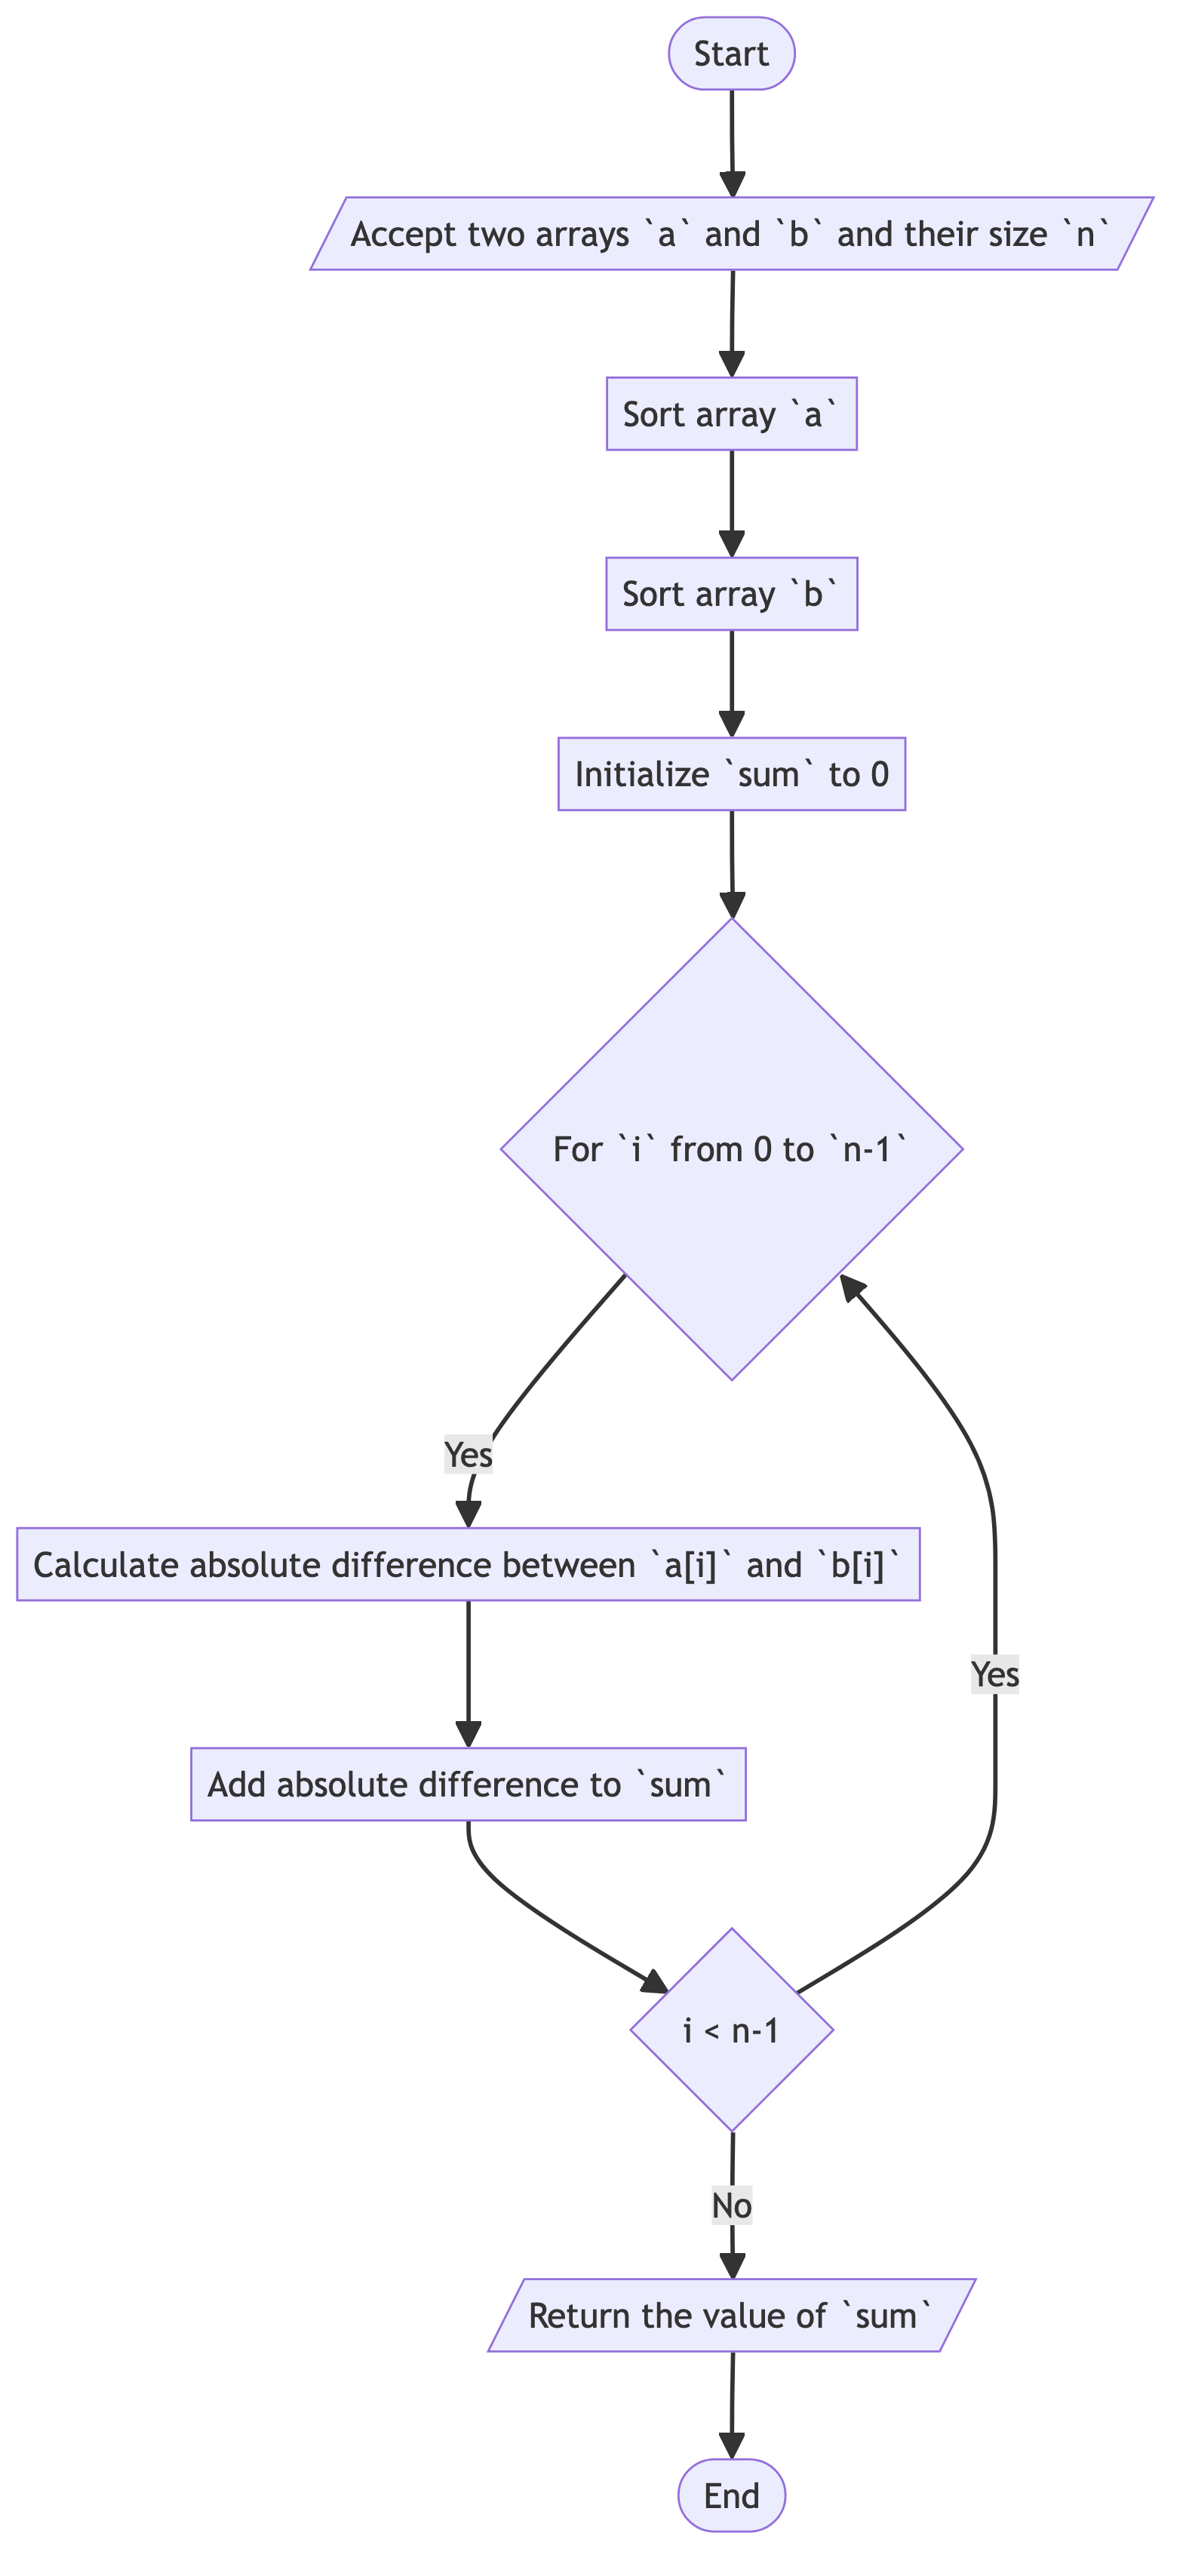 Start
Accept two arrays `a` and `b` and their size `n`
Sort array `a`
Sort array `b`
Initialize `sum` to 0
For `i` from 0 to `n-1`
Yes
Calculate absolute difference between `a[i]` and `b[i]`
Yes
Add absolute difference to `sum`
i < n-1
No
Return the value of `sum`
End